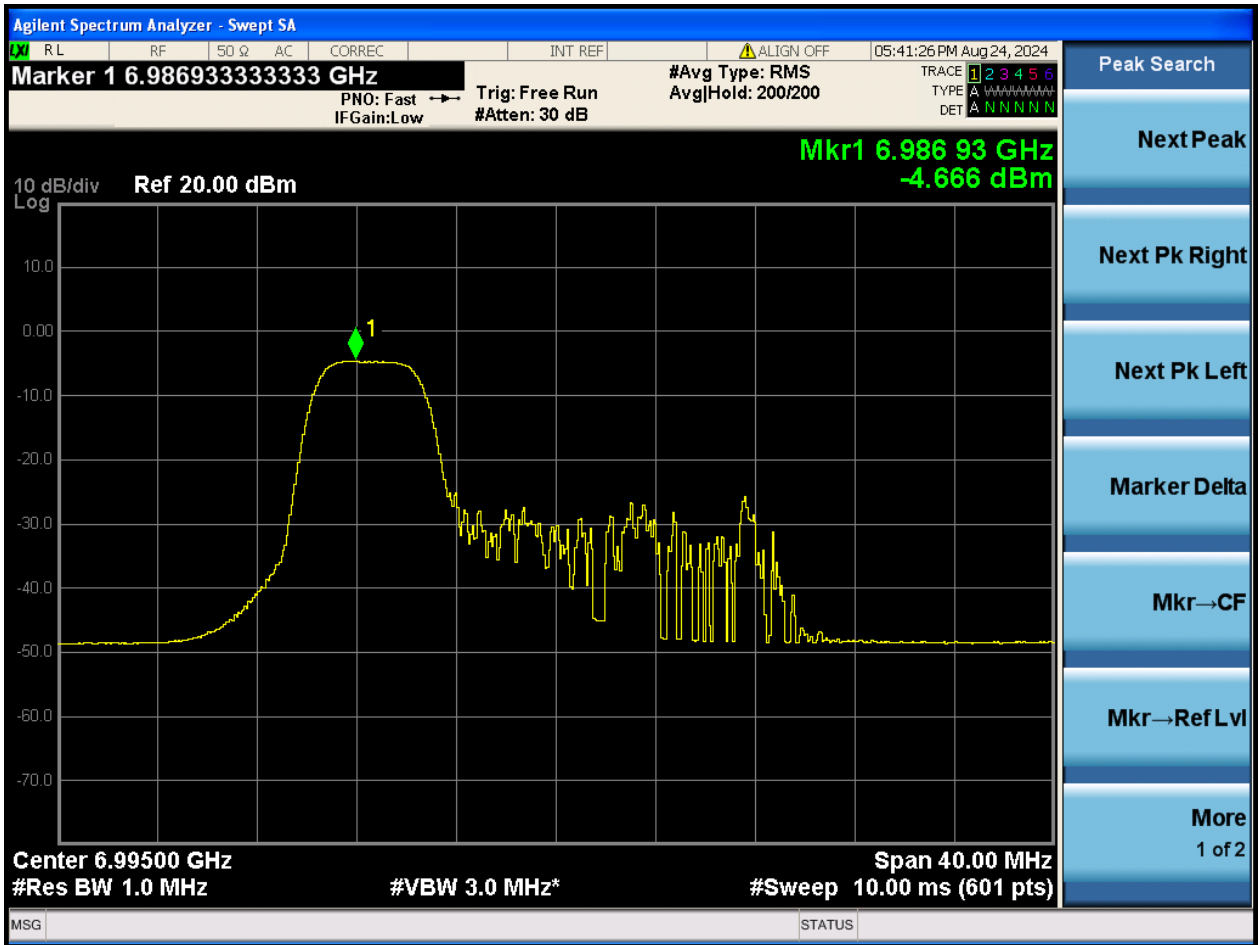 Agilent Spectrum Analyzer - Swept SA
LXI RL RF 50 Ω AC CORREC INT REF ALIGN OFF 05:41:26 PM Aug 24, 2024
Marker 1 6.986933333333 GHz
PNO: Fast
IFGain:Low
Trig: Free Run
#Atten: 30 dB
#Avg Type: RMS
Avg|Hold: 200/200
TRACE 1 2 3 4 5 6
TYPE A WWWWW
DET A N N N N N
Mkr1 6.986 93 GHz
-4.666 dBm
10 dB/div Ref 20.00 dBm
Log
10.0
0.00
-10.0
-20.0
-30.0
-40.0
-50.0
-60.0
-70.0
1
Center 6.99500 GHz Span 40.00 MHz
#Res BW 1.0 MHz #VBW 3.0 MHz* #Sweep 10.00 ms (601 pts)
MSG STATUS
Peak Search
Next Peak
Next Pk Right
Next Pk Left
Marker Delta
Mkr→CF
Mkr→Ref Lvl
More
1 of 2